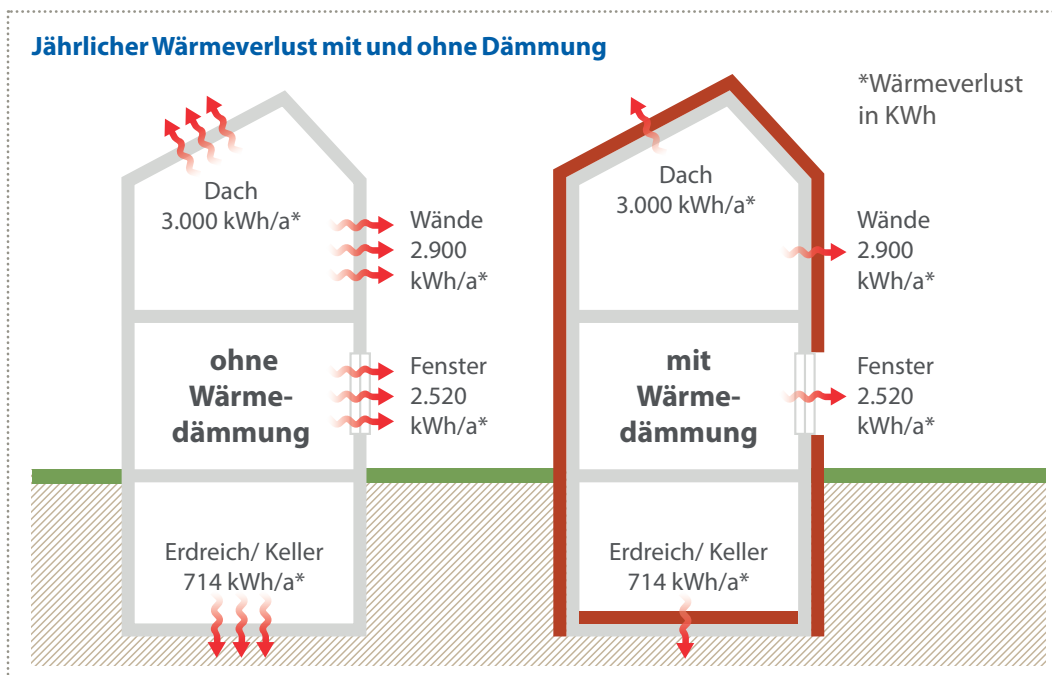 Jährlicher Wärmeverlust mit und ohne Dämmung
*Wärmeverlust
in KWh
Dach
3.000 kWh/a*
Wände
2.900
kWh/a*
ohne
Wärme-
dämmung
Fenster
2.520
kWh/a*
Erdreich/ Keller
714 kWh/a*
Dach
3.000 kWh/a*
Wände
2.900
kWh/a*
mit
Wärme-
dämmung
Fenster
2.520
kWh/a*
Erdreich/ Keller
714 kWh/a*